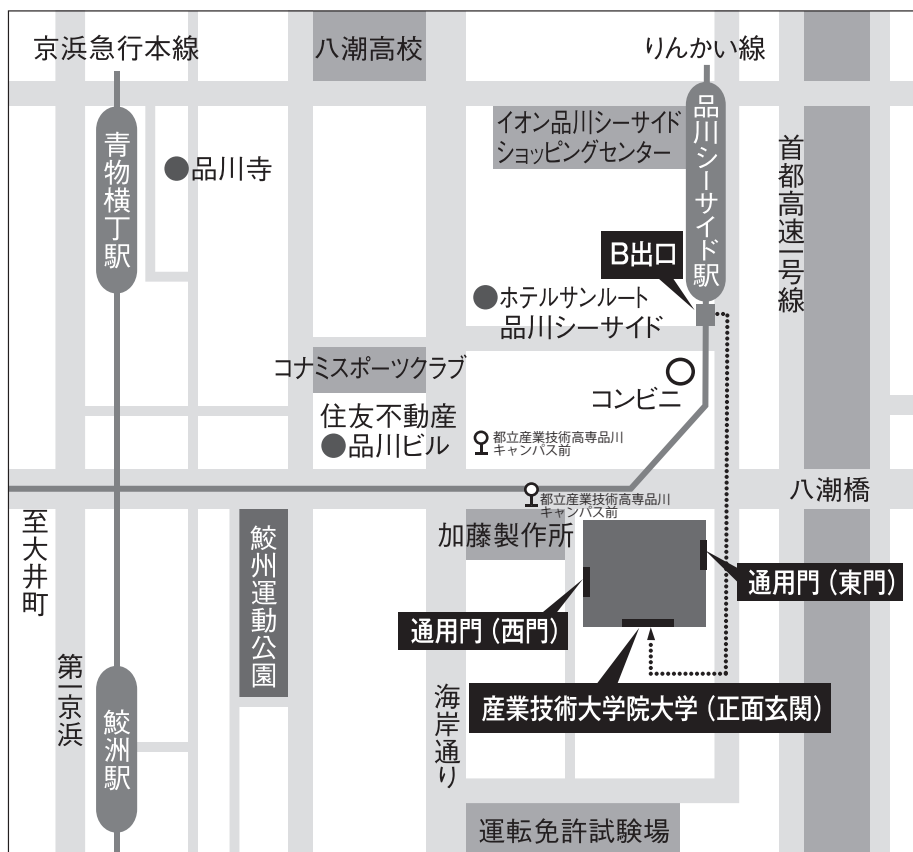 京浜急行本線
八潮高校
りんかい線
青物横丁駅
品川寺
イオン品川シーサイド
ショッピングセンター
品川シーサイド駅
首都高速一号線
B出口
ホテルサンルート
品川シーサイド
コナミスポーツクラブ
コンビニ
住友不動産
品川ビル
都立産業技術高専品川
キャンパス前
八潮橋
都立産業技術高専品川
キャンパス前
至大井町
鮫州運動公園
加藤製作所
通用門（東門）
通用門（西門）
第一京浜
鮫洲駅
海岸通り
産業技術大学院大学（正面玄関）
運転免許試験場